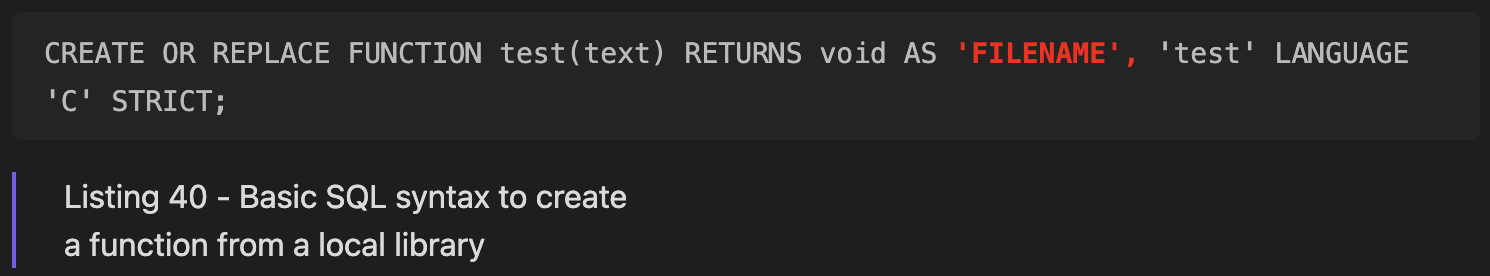 CREATE OR REPLACE FUNCTION test(text) RETURNS void AS 'FILENAME', 'test' LANGUAGE
'C' STRICT;
Listing 40 - Basic SQL syntax to create
a function from a local library